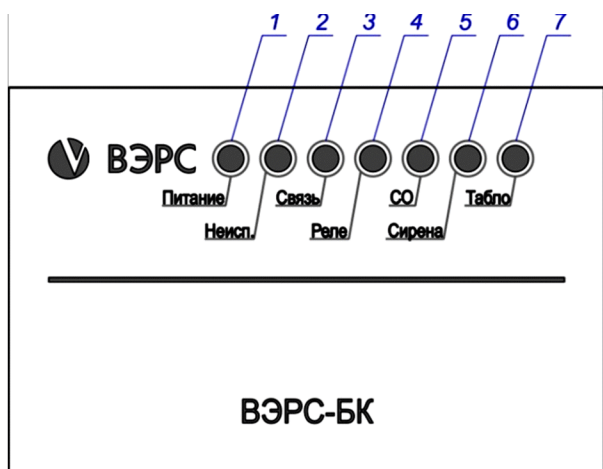 1 2 3 4 5 6 7
ВЭРС
Питание Связь СО Табло
Неисп. Реле Сирена
ВЭРС-БК